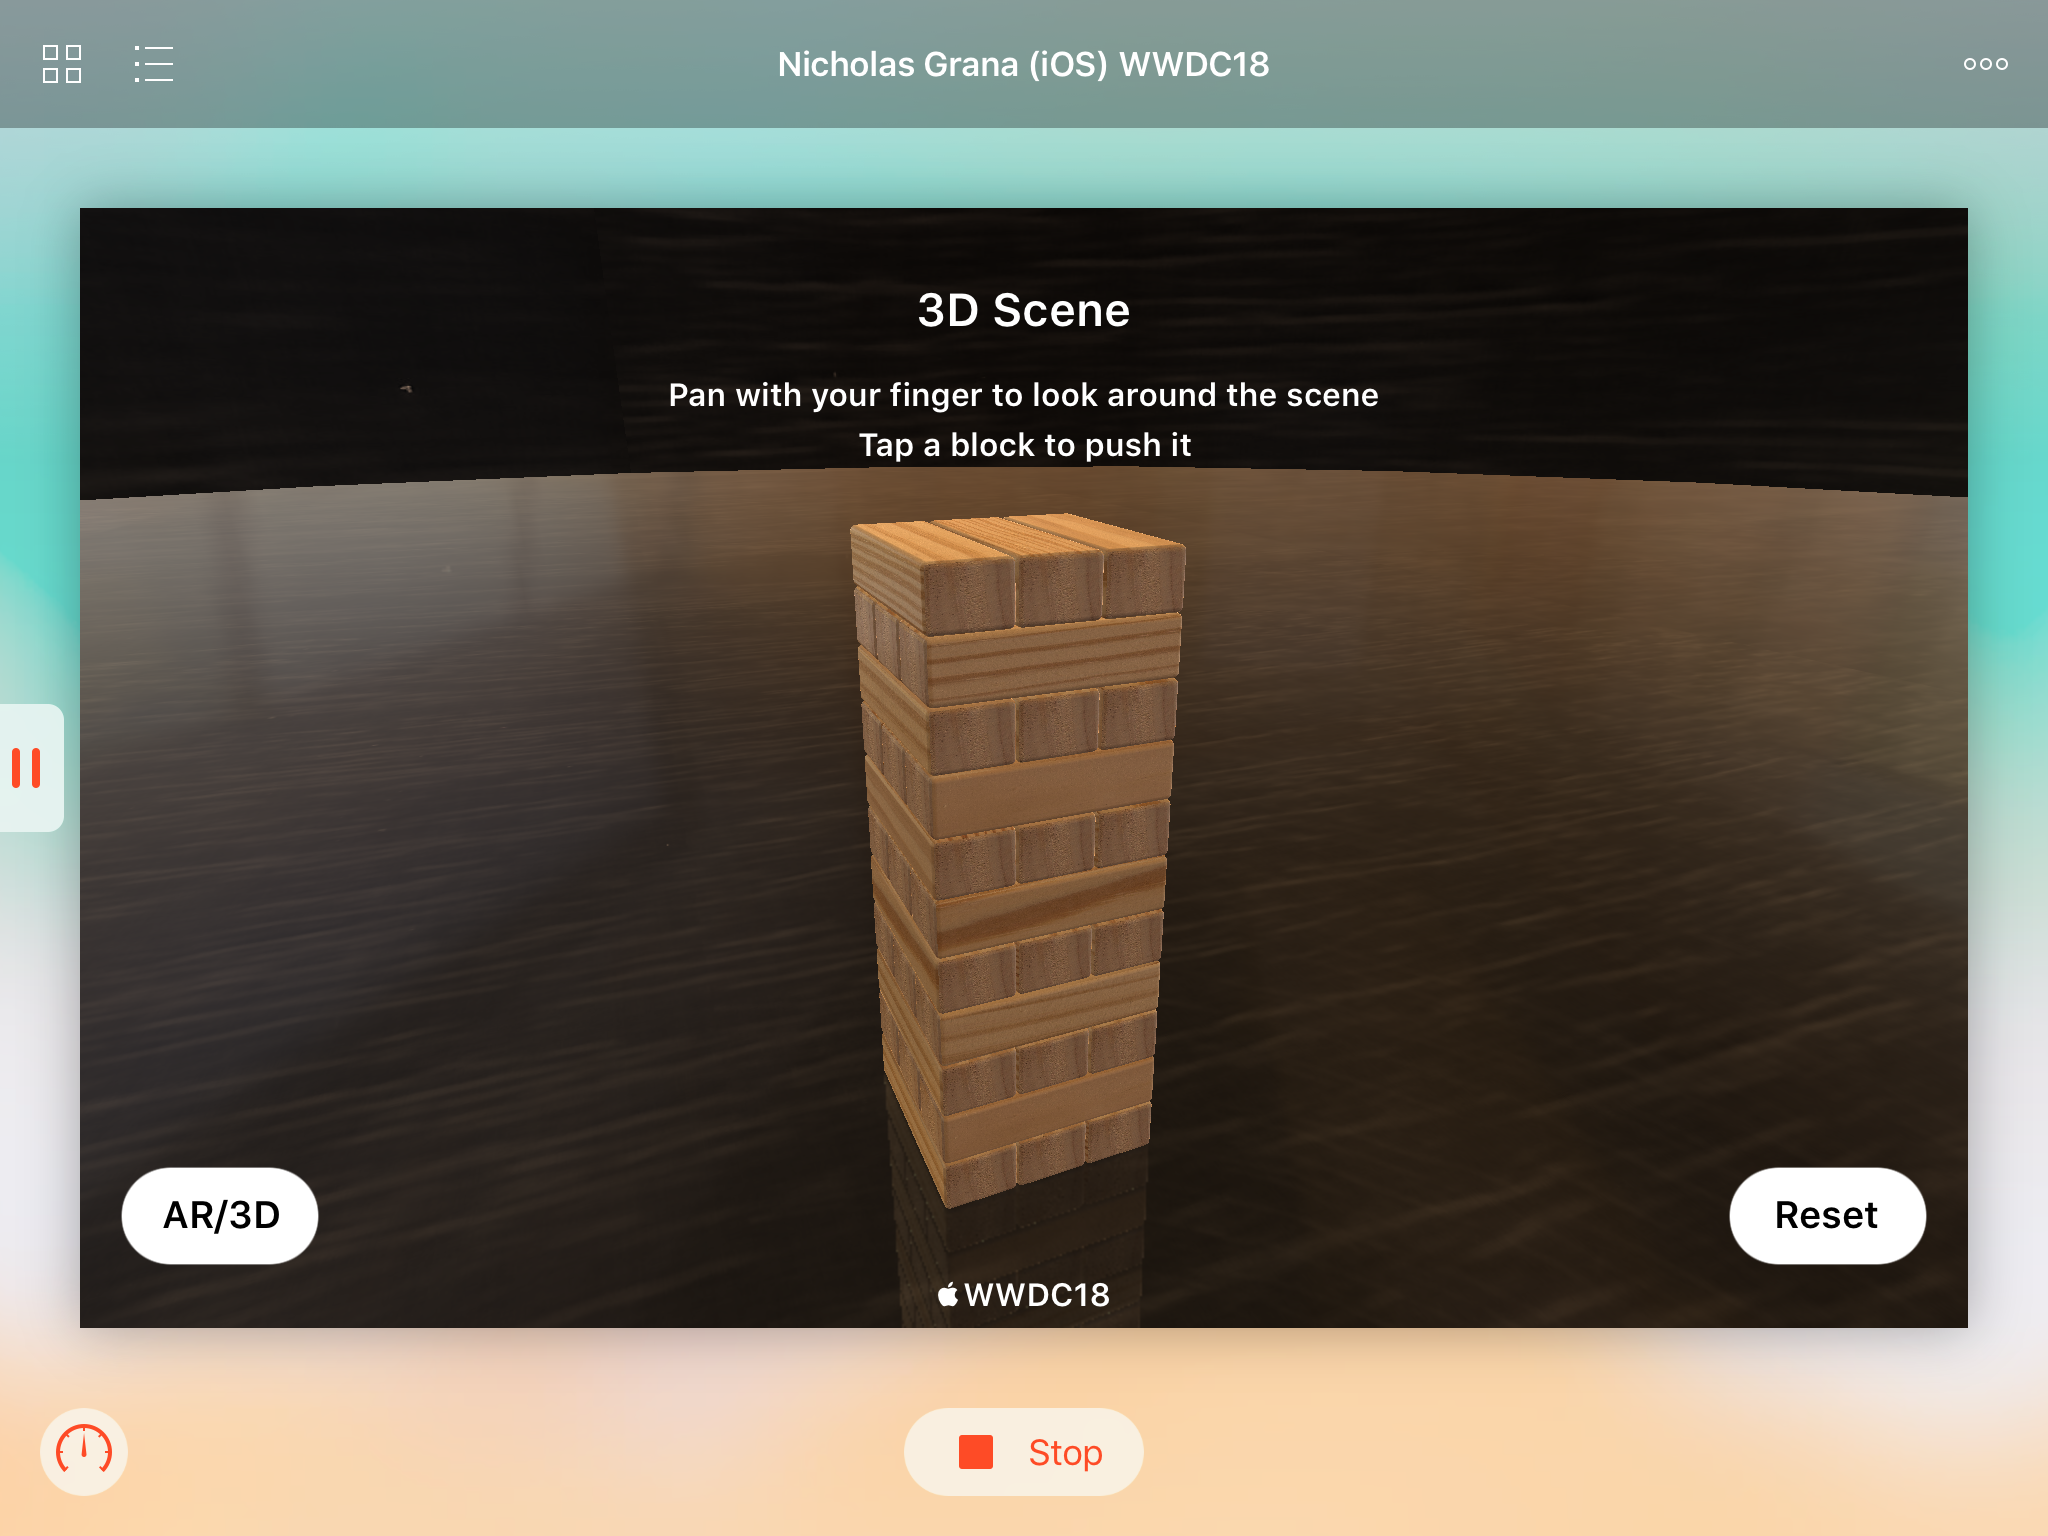 Nicholas Grana (iOS) WWDC18
3D Scene
Pan with your finger to look around the scene
Tap a block to push it
AR/3D
Reset
WWDC18
Stop